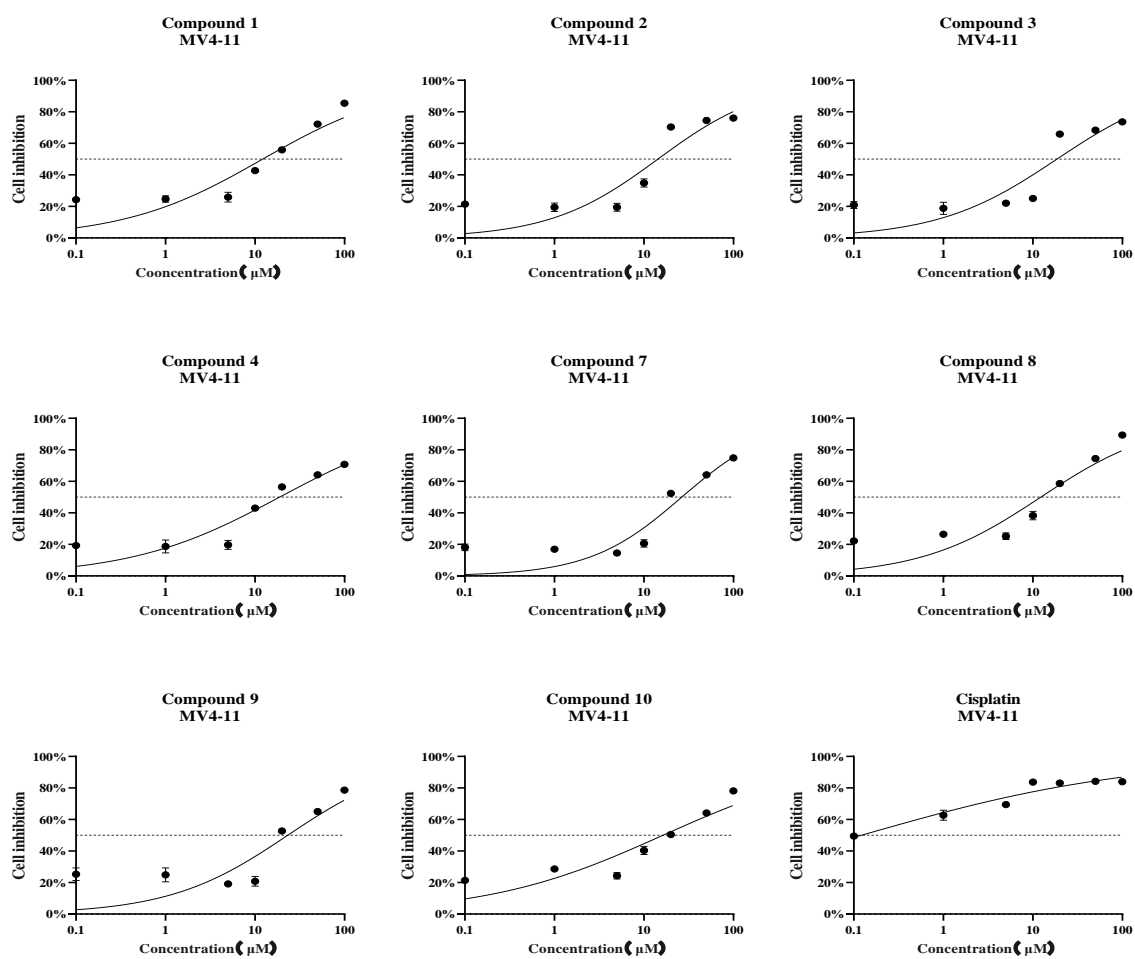 Compound 1
MV4-11
100%
80%
60%
40%
20%
0%
Cell inhibition
0.1 1 10 100
Cooncentration( μM)
Compound 2
MV4-11
100%
80%
60%
40%
20%
0%
Cell inhibition
0.1 1 10 100
Concentration( μM)
Compound 3
MV4-11
100%
80%
60%
40%
20%
0%
Cell inhibition
0.1 1 10 100
Concentration( μM)
Compound 4
MV4-11
100%
80%
60%
40%
20%
0%
Cell inhibition
0.1 1 10 100
Concentration( μM)
Compound 7
MV4-11
100%
80%
60%
40%
20%
0%
Cell inhibition
0.1 1 10 100
Concentration( μM)
Compound 8
MV4-11
100%
80%
60%
40%
20%
0%
Cell inhibition
0.1 1 10 100
Concentration( μM)
Compound 9
MV4-11
100%
80%
60%
40%
20%
0%
Cell inhibition
0.1 1 10 100
Concentration( μM)
Compound 10
MV4-11
100%
80%
60%
40%
20%
0%
Cell inhibition
0.1 1 10 100
Concentration( μM)
Cisplatin
MV4-11
100%
80%
60%
40%
20%
0%
Cell inhibition
0.1 1 10 100
Concentration( μM)